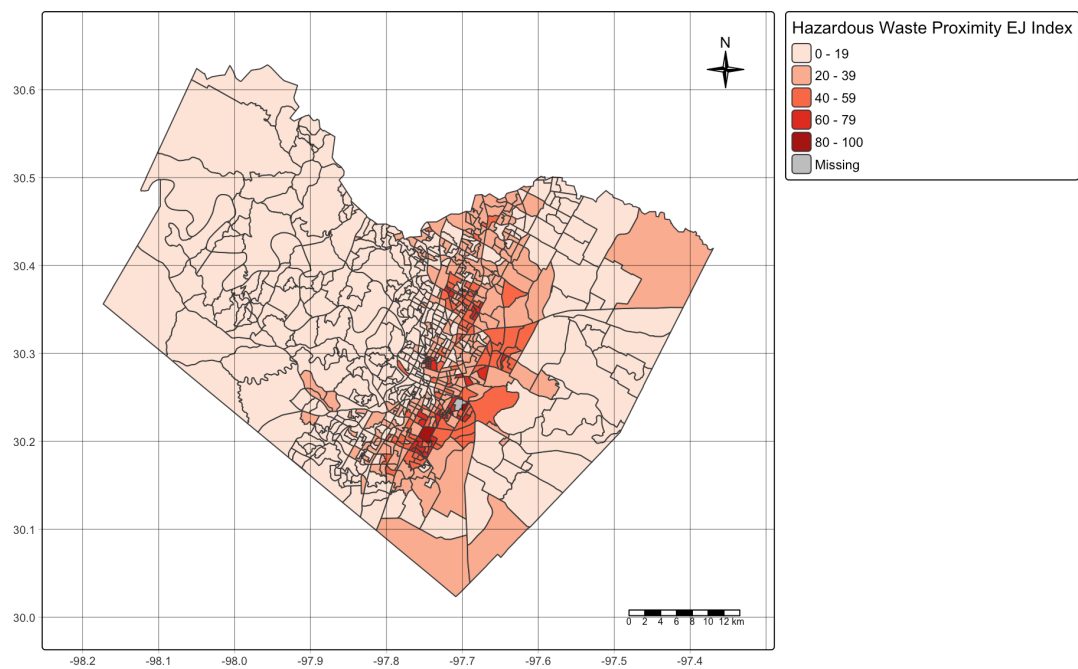 Hazardous Waste Proximity EJ Index
0 - 19
20 - 39
40 - 59
60 - 79
80 - 100
Missing
N
30.6
30.5
30.4
30.3
30.2
30.1
30.0
0 2 4 6 8 10 12 km
-98.2 -98.1 -98.0 -97.9 -97.8 -97.7 -97.6 -97.5 -97.4